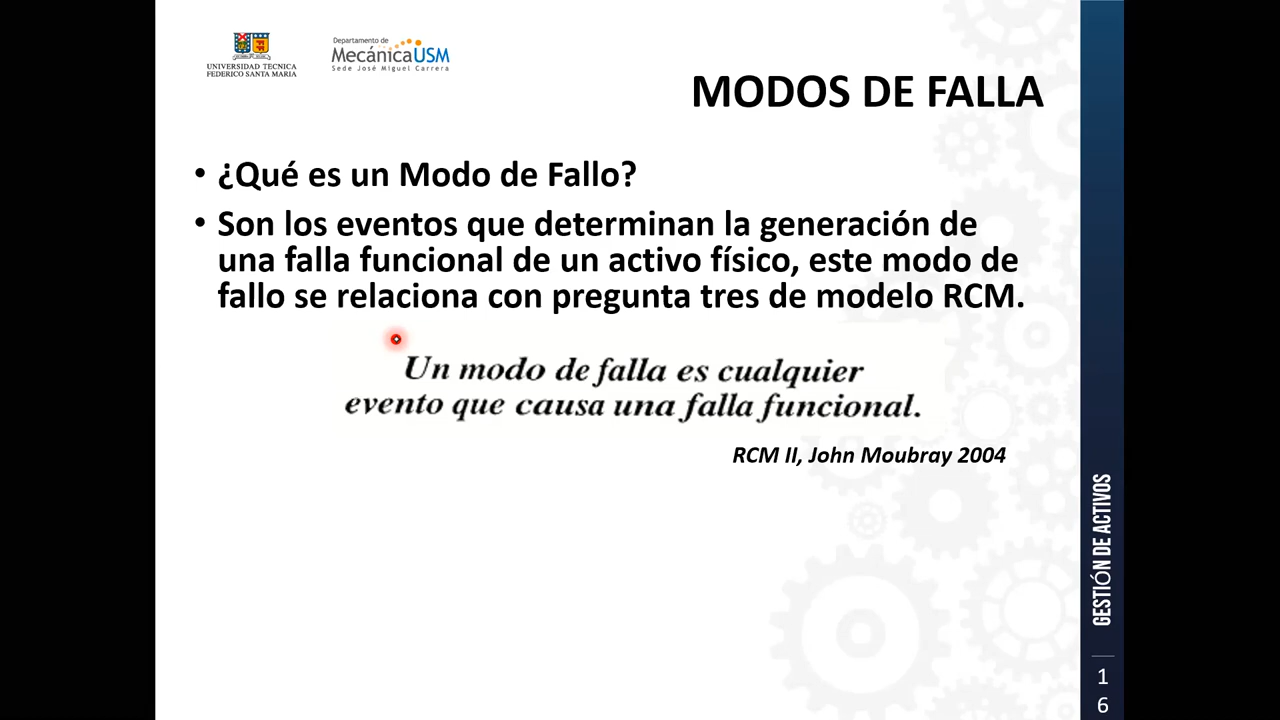 UNIVERSIDAD TECNICA
FEDERICO SANTA MARIA
Departamento de
MecánicaUSM
Sede José Miguel Carrera
MODOS DE FALLA
• ¿Qué es un Modo de Fallo?
• Son los eventos que determinan la generación de
una falla funcional de un activo físico, este modo de
fallo se relaciona con pregunta tres de modelo RCM.
Un modo de falla es cualquier
evento que causa una falla funcional.
RCM II, John Moubray 2004
GESTIÓN DE ACTIVOS
1
6